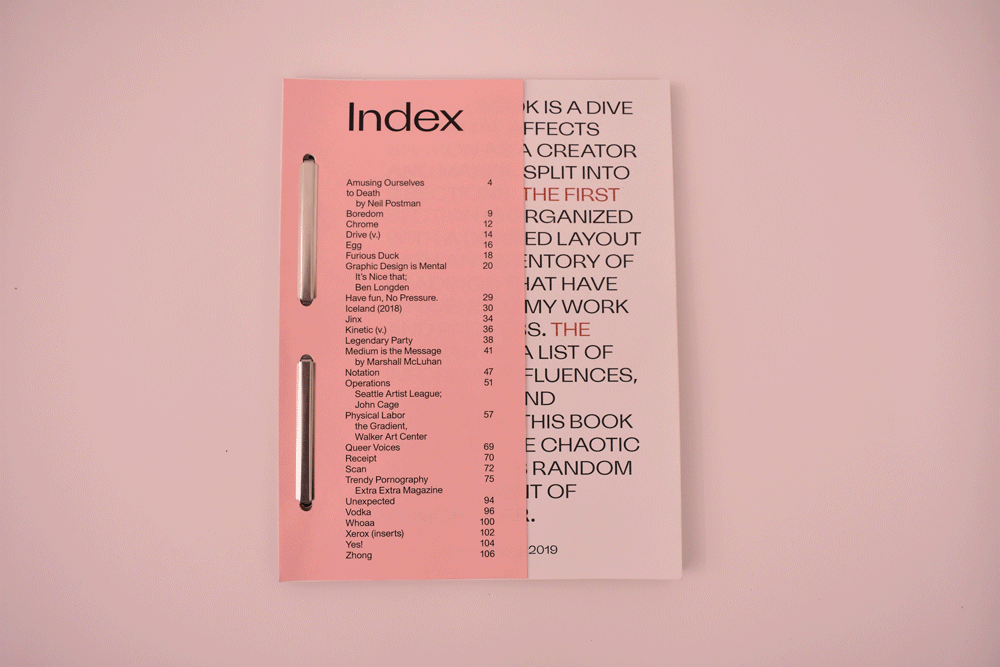 Index
Amusing Ourselves 4
to Death
by Neil Postman
Boredom 9
Chrome 12
Drive (v.) 14
Egg 16
Furious Duck 18
Graphic Design is Mental 20
It's Nice that;
Ben Longden
Have fun, No Pressure. 29
Iceland (2018) 30
Jinx 34
Kinetic (v.) 36
Legendary Party 38
Medium is the Message 41
by Marshall McLuhan
Notation 47
Operations 51
Seattle Artist League;
John Cage
Physical Labor 57
the Gradient,
Walker Art Center
Queer Voices 69
Receipt 70
Scan 72
Trendy Pornography 75
Extra Extra Magazine
Unexpected 94
Vodka 96
Whoaa 100
Xerox (inserts) 102
Yes! 104
Zhong 106
K IS A DIVE
FFECTS
A CREATOR
SPLIT INTO
THE FIRST
RGANIZED
ED LAYOUT
ENTORY OF
HAT HAVE
MY WORK
SS. THE
A LIST OF
FLUENCES,
ND
THIS BOOK
E CHAOTIC
S RANDOM
IT OF
R.
2019